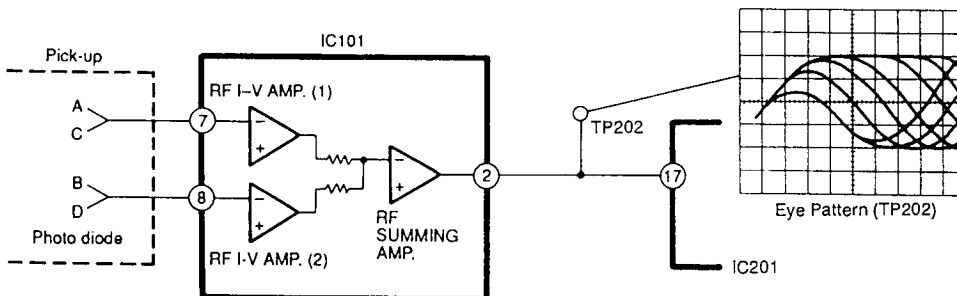 IC101
Pick-up
RF I–V AMP. (1)
A
C
7
–
+
TP202
–
+
2
17
B
D
8
–
+
RF
SUMMING
AMP.
Photo diode
RF I-V AMP. (2)
Eye Pattern (TP202)
IC201